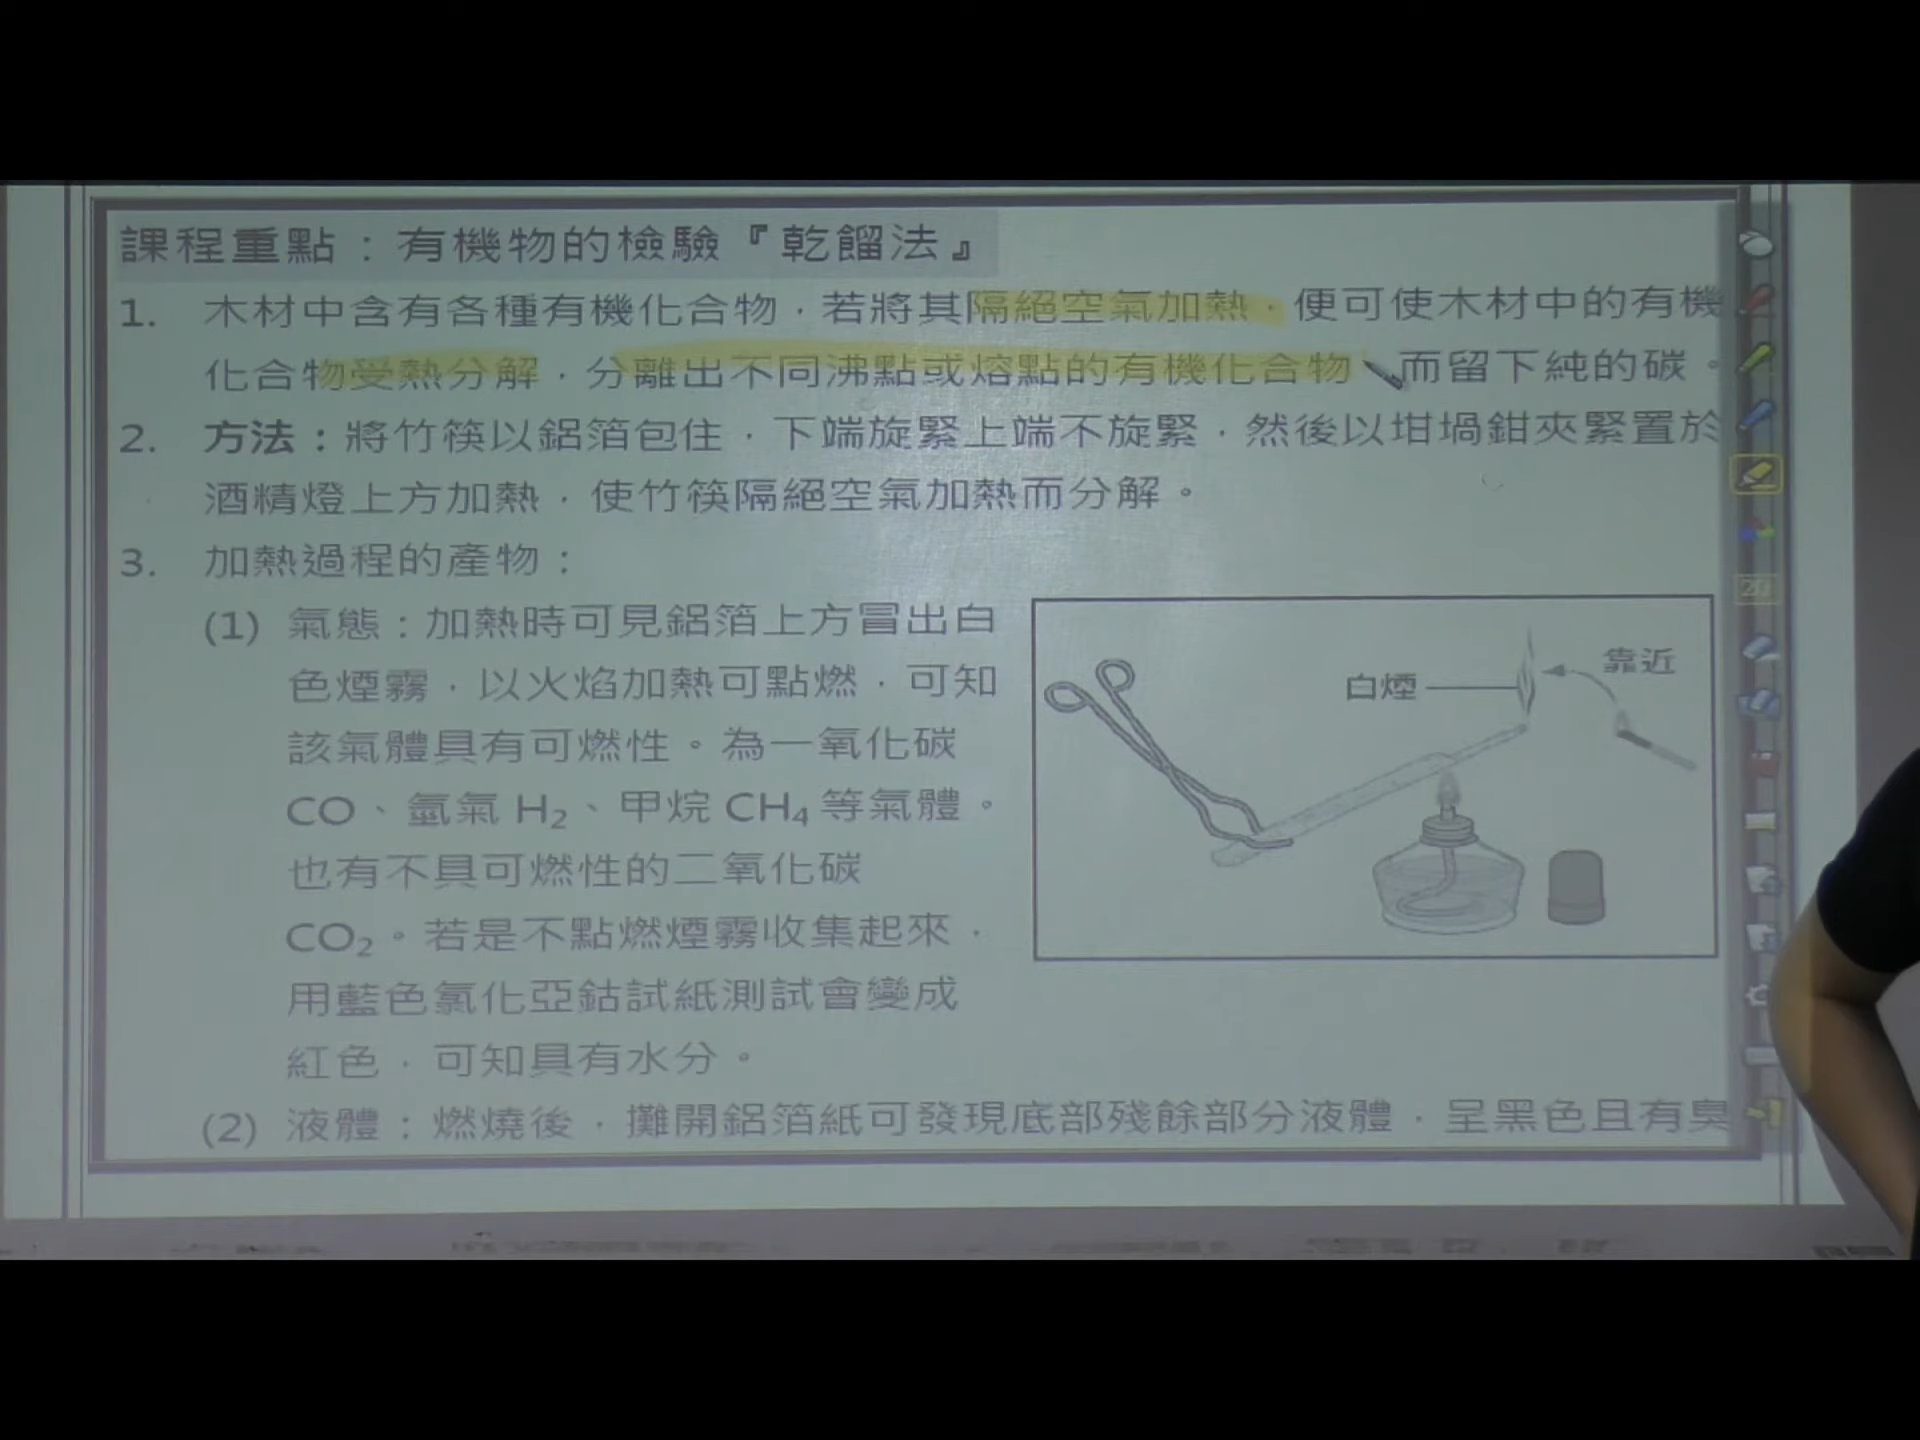 課程重點：有機物的檢驗『乾餾法』
1. 木材中含有各種有機化合物，若將其隔絕空氣加熱，便可使木材中的有機
化合物受熱分解，分離出不同沸點或熔點的有機化合物，而留下純的碳。
2. 方法：將竹筷以鋁箔包住，下端旋緊上端不旋緊，然後以坩堝鉗夾緊置於
酒精燈上方加熱，使竹筷隔絕空氣加熱而分解。
3. 加熱過程的產物：
(1) 氣態：加熱時可見鋁箔上方冒出白
色煙霧，以火焰加熱可點燃，可知
該氣體具有可燃性。為一氧化碳
CO、氫氣 H₂、甲烷 CH₄ 等氣體。
也有不具可燃性的二氧化碳
CO₂。若是不點燃煙霧收集起來，
用藍色氯化亞鈷試紙測試會變成
紅色，可知具有水分。
白煙
靠近
(2) 液體：燃燒後，攤開鋁箔紙可發現底部殘餘部分液體，呈黑色且有臭
20